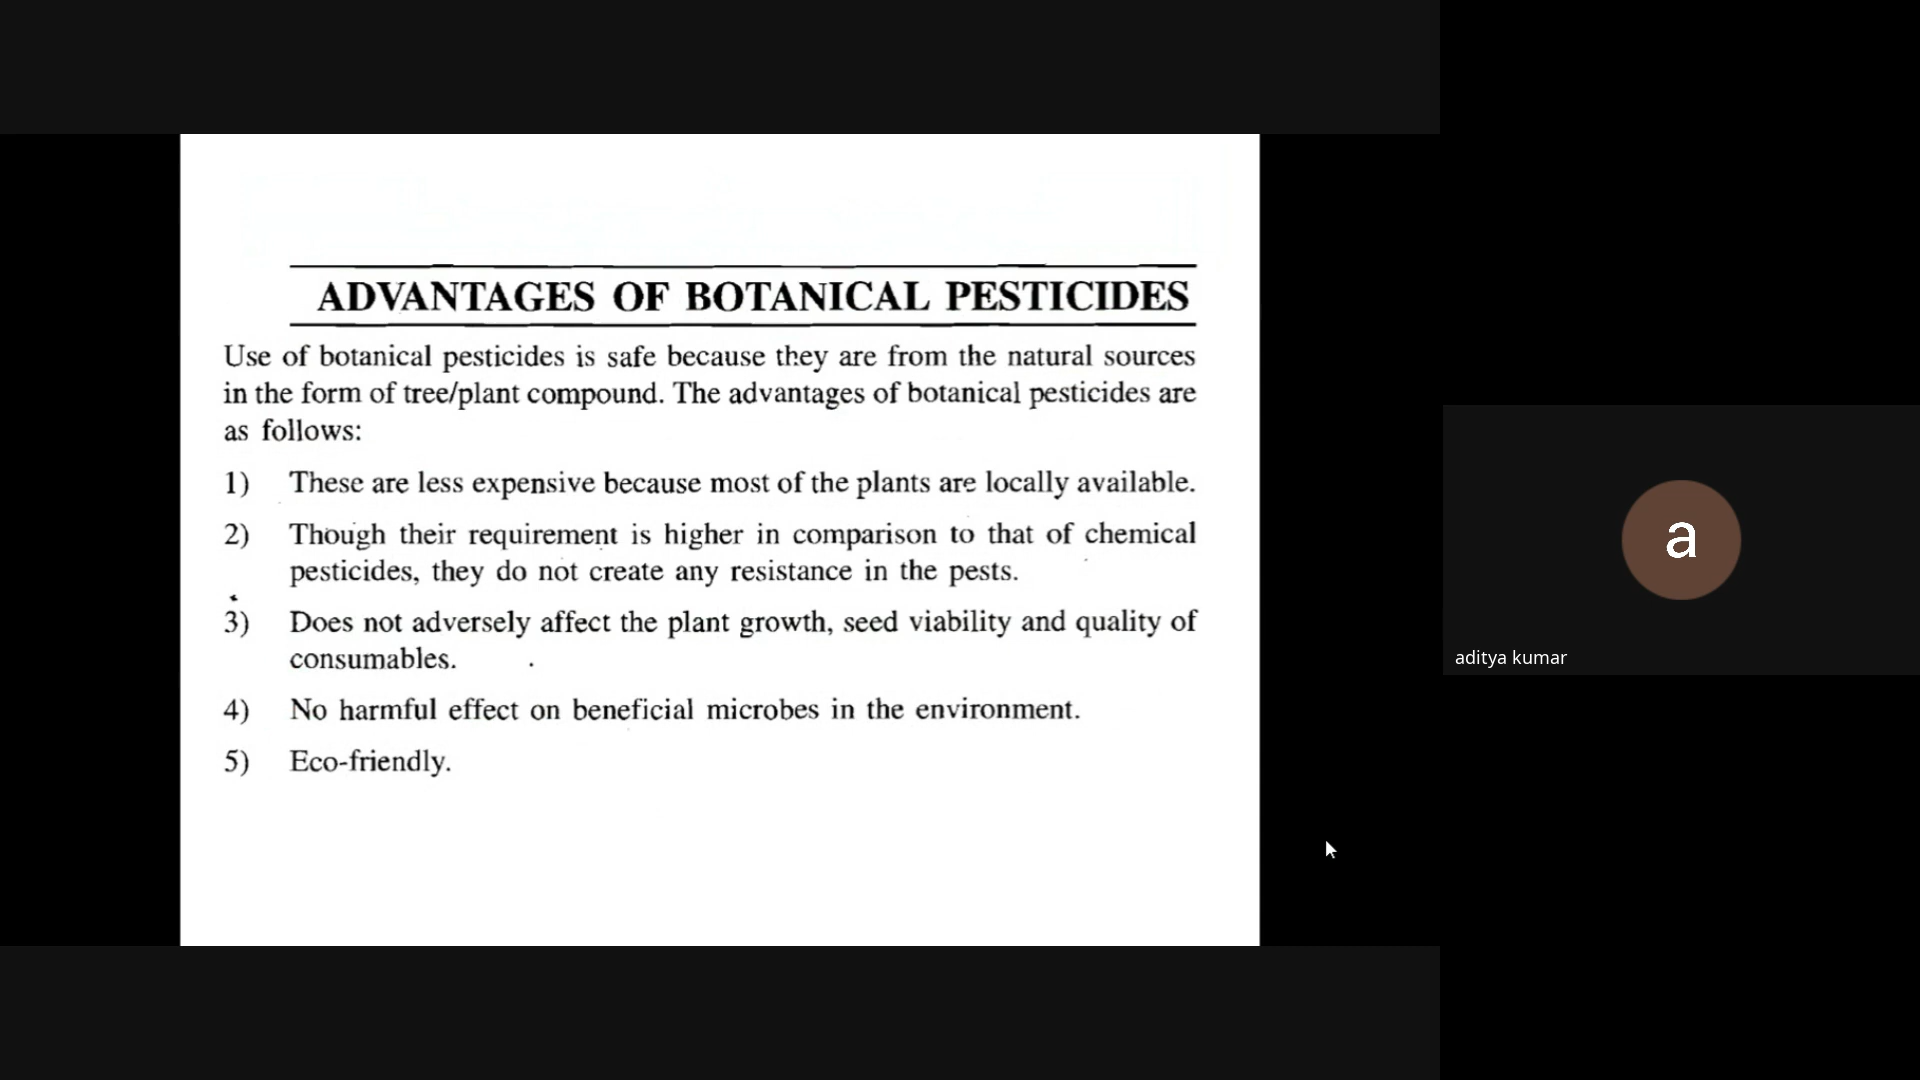 ADVANTAGES OF BOTANICAL PESTICIDES
Use of botanical pesticides is safe because they are from the natural sources
in the form of tree/plant compound. The advantages of botanical pesticides are
as follows:
1) These are less expensive because most of the plants are locally available.
2) Though their requirement is higher in comparison to that of chemical
pesticides, they do not create any resistance in the pests.
3) Does not adversely affect the plant growth, seed viability and quality of
consumables.
4) No harmful effect on beneficial microbes in the environment.
5) Eco-friendly.
a
aditya kumar